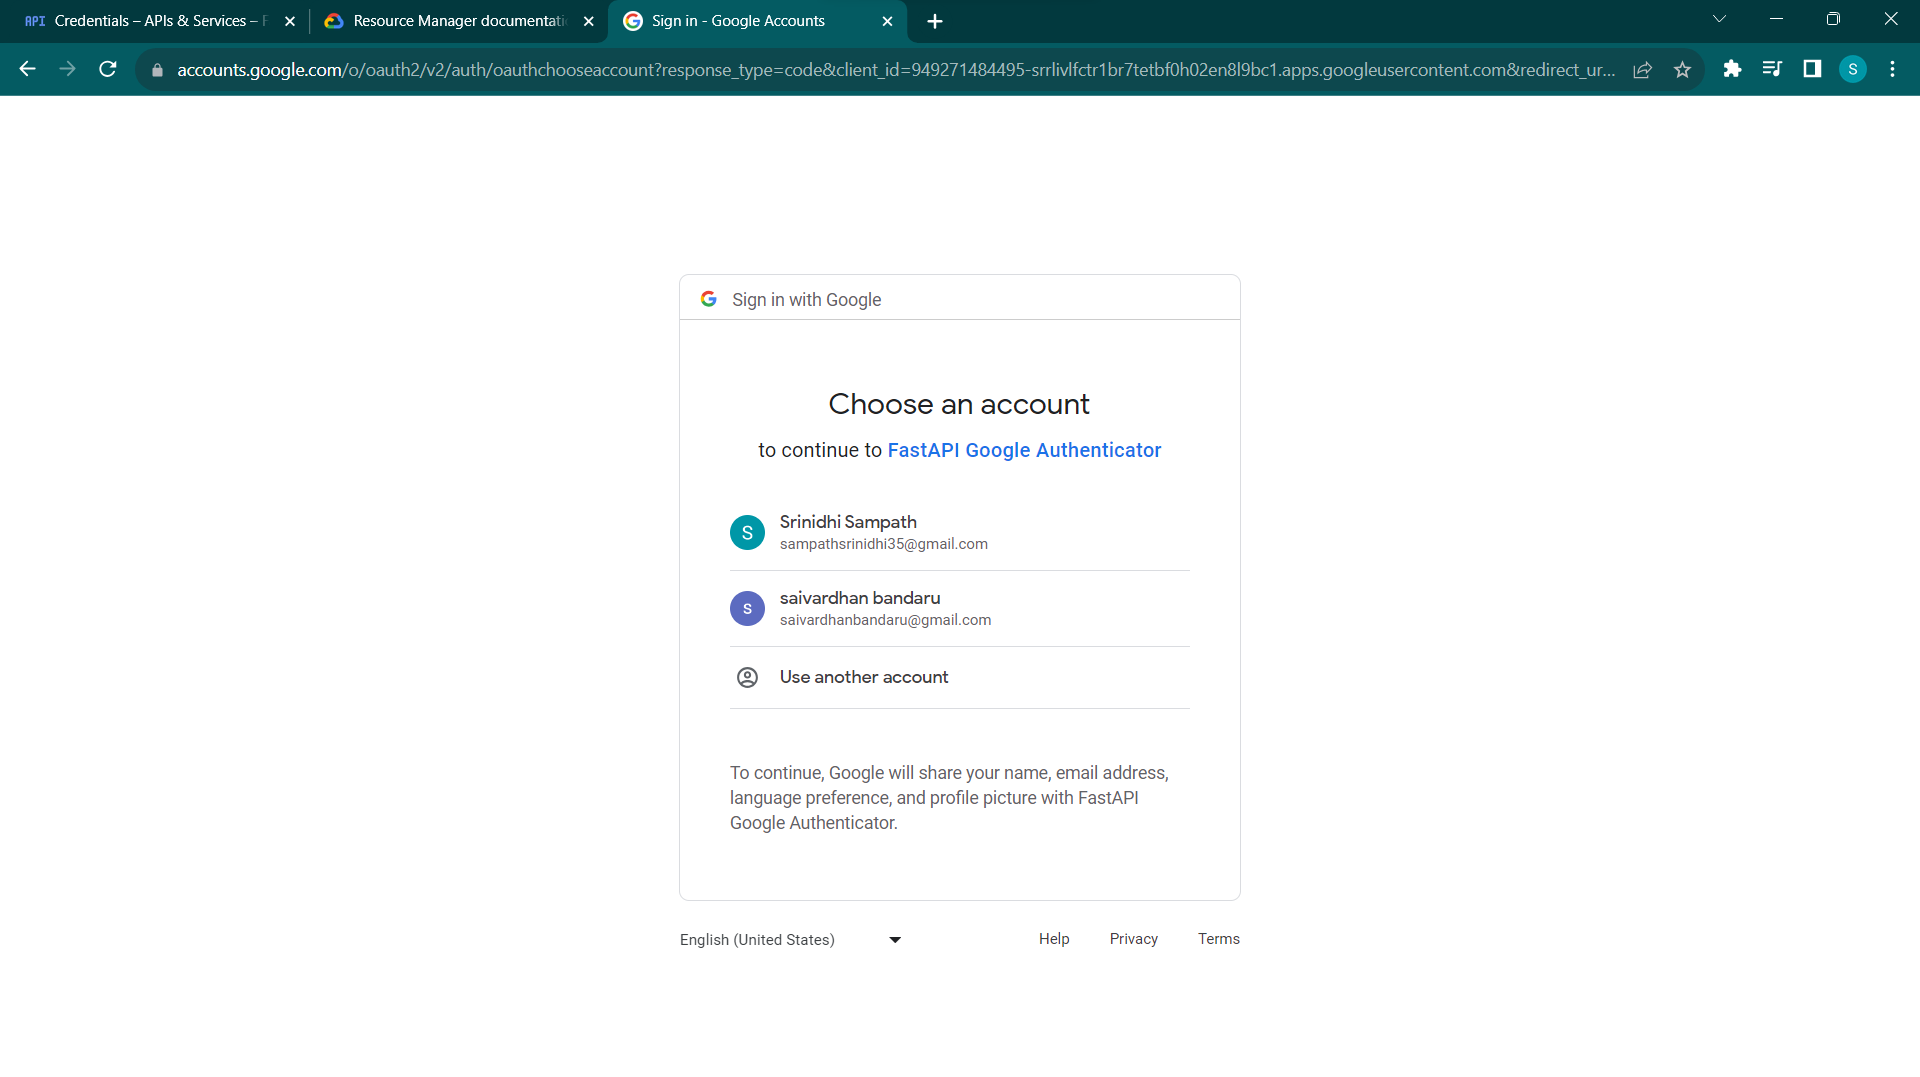 API Credentials – APIs & Services –
Resource Manager documentati
Sign in - Google Accounts
accounts.google.com/o/oauth2/v2/auth/oauthchooseaccount?response_type=code&client_id=949271484495-srrlivlfctr1br7tetbf0h02en8l9bc1.apps.googleusercontent.com&redirect_ur...
S
G Sign in with Google
Choose an account
to continue to FastAPI Google Authenticator
S
Srinidhi Sampath
sampathsrinidhi35@gmail.com
s
saivardhan bandaru
saivardhanbandaru@gmail.com
Use another account
To continue, Google will share your name, email address,
language preference, and profile picture with FastAPI
Google Authenticator.
English (United States)
Help Privacy Terms